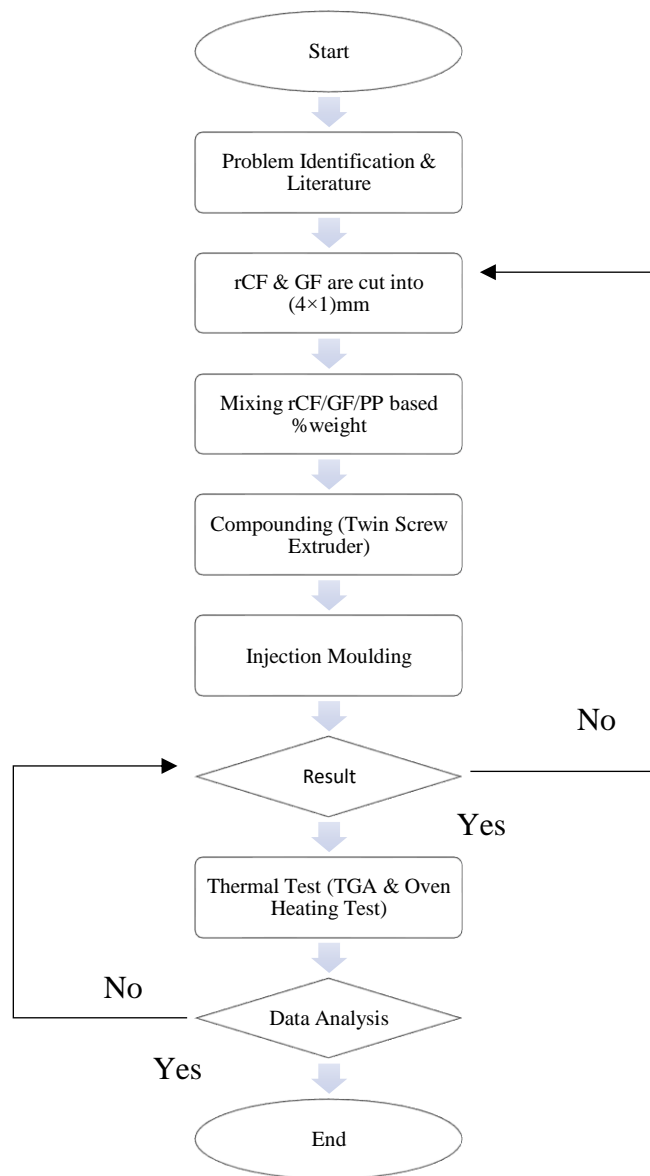 Start
Problem Identification &
Literature
rCF & GF are cut into
(4×1)mm
Mixing rCF/GF/PP based
%weight
Compounding (Twin Screw
Extruder)
Injection Moulding
No
Result
Yes
Thermal Test (TGA & Oven
Heating Test)
No
Data Analysis
Yes
End